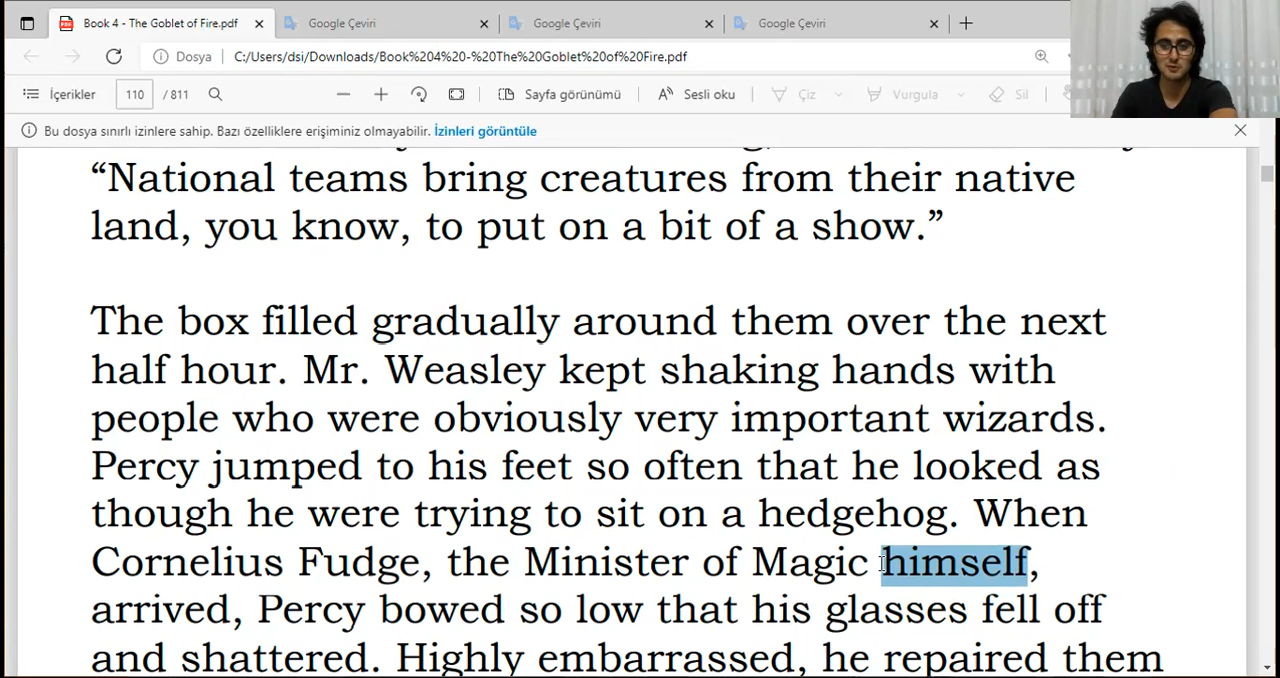 Book 4 - The Goblet of Fire.pdf
Google Çeviri
Google Çeviri
Google Çeviri
Dosya C:/Users/dsi/Downloads/Book%204%20-%20The%20Goblet%20of%20Fire.pdf
İçerikler 110 / 811 Sayfa görünümü Sesli oku Çiz Vurgula Sil
Bu dosya sınırlı izinlere sahip. Bazı özelliklere erişiminiz olmayabilir. İzinleri görüntüle
“National teams bring creatures from their native
land, you know, to put on a bit of a show.”
The box filled gradually around them over the next
half hour. Mr. Weasley kept shaking hands with
people who were obviously very important wizards.
Percy jumped to his feet so often that he looked as
though he were trying to sit on a hedgehog. When
Cornelius Fudge, the Minister of Magic himself,
arrived, Percy bowed so low that his glasses fell off
and shattered. Highly embarrassed, he repaired them